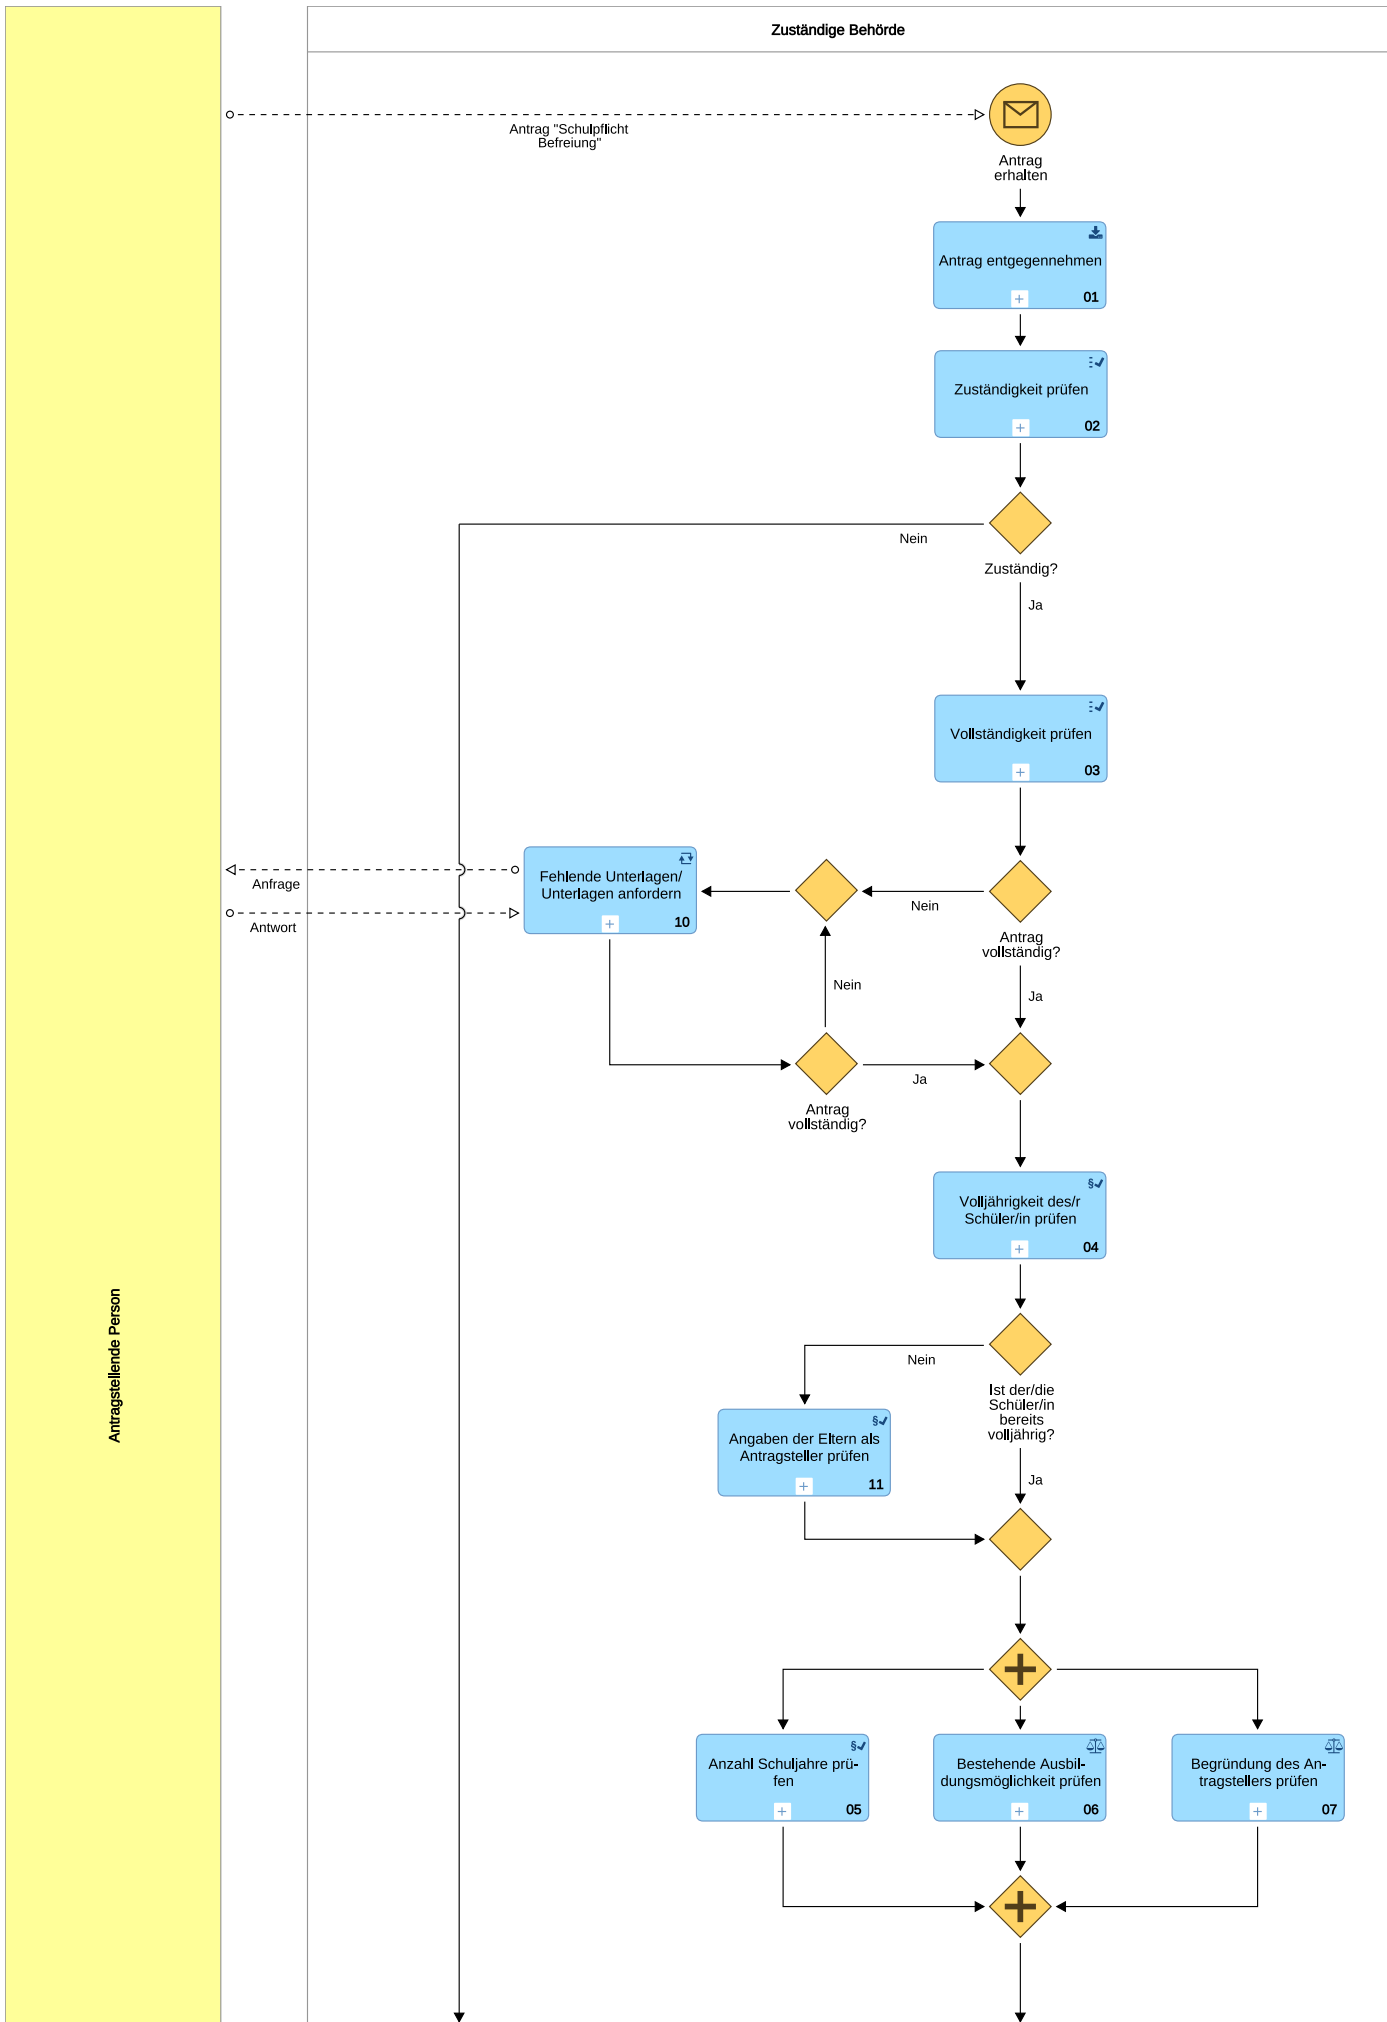 Zuständige Behörde
Antrag "Schulpflicht
Befreiung"
Antrag
erhalten
Antrag entgegennehmen
01
Zuständigkeit prüfen
02
Nein
Zuständig?
Ja
Vollständigkeit prüfen
03
Anfrage
Antwort
Fehlende Unterlagen/
Unterlagen anfordern
10
Nein
Antrag
vollständig?
Nein
Ja
Ja
Antrag
vollständig?
Volljährigkeit des/r
Schüler/in prüfen
04
Antragstellende Person
Nein
Ist der/die
Schüler/in
bereits
volljährig?
Angaben der Eltern als
Antragsteller prüfen
11
Ja
Anzahl Schuljahre prü-
fen
05
Bestehende Ausbil-
dungsmöglichkeit prüfen
06
Begründung des An-
tragstellers prüfen
07